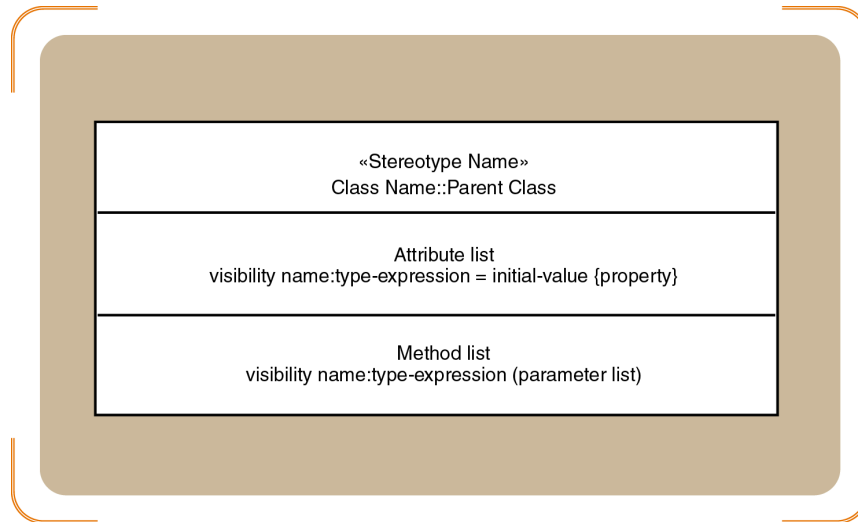 «Stereotype Name»
Class Name::Parent Class
Attribute list
visibility name:type-expression = initial-value {property}
Method list
visibility name:type-expression (parameter list)